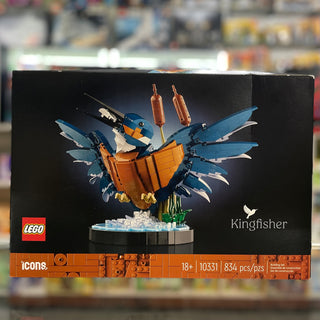 Kingfisher
LEGO
ICONS
18+ 10331 834 pcs/pzs